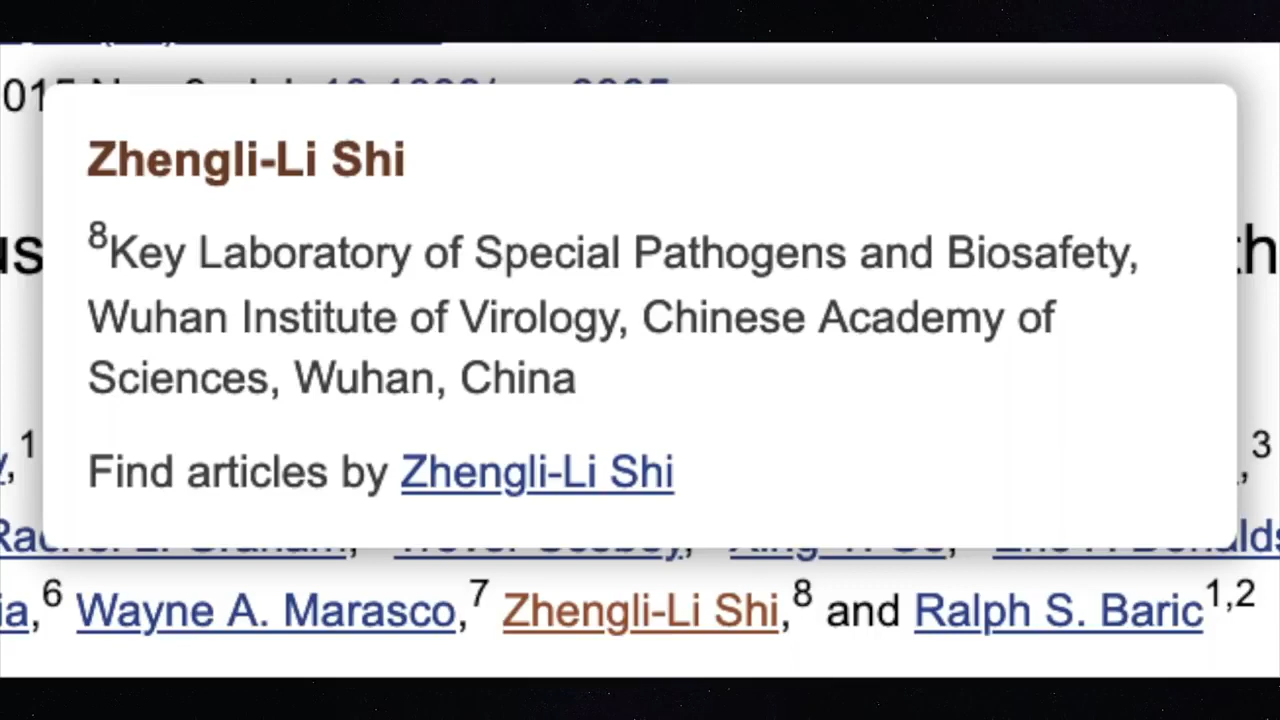 Zhengli-Li Shi
⁸Key Laboratory of Special Pathogens and Biosafety,
Wuhan Institute of Virology, Chinese Academy of
Sciences, Wuhan, China
Find articles by Zhengli-Li Shi
Wayne A. Marasco,⁷ Zhengli-Li Shi,⁸ and Ralph S. Baric¹,²